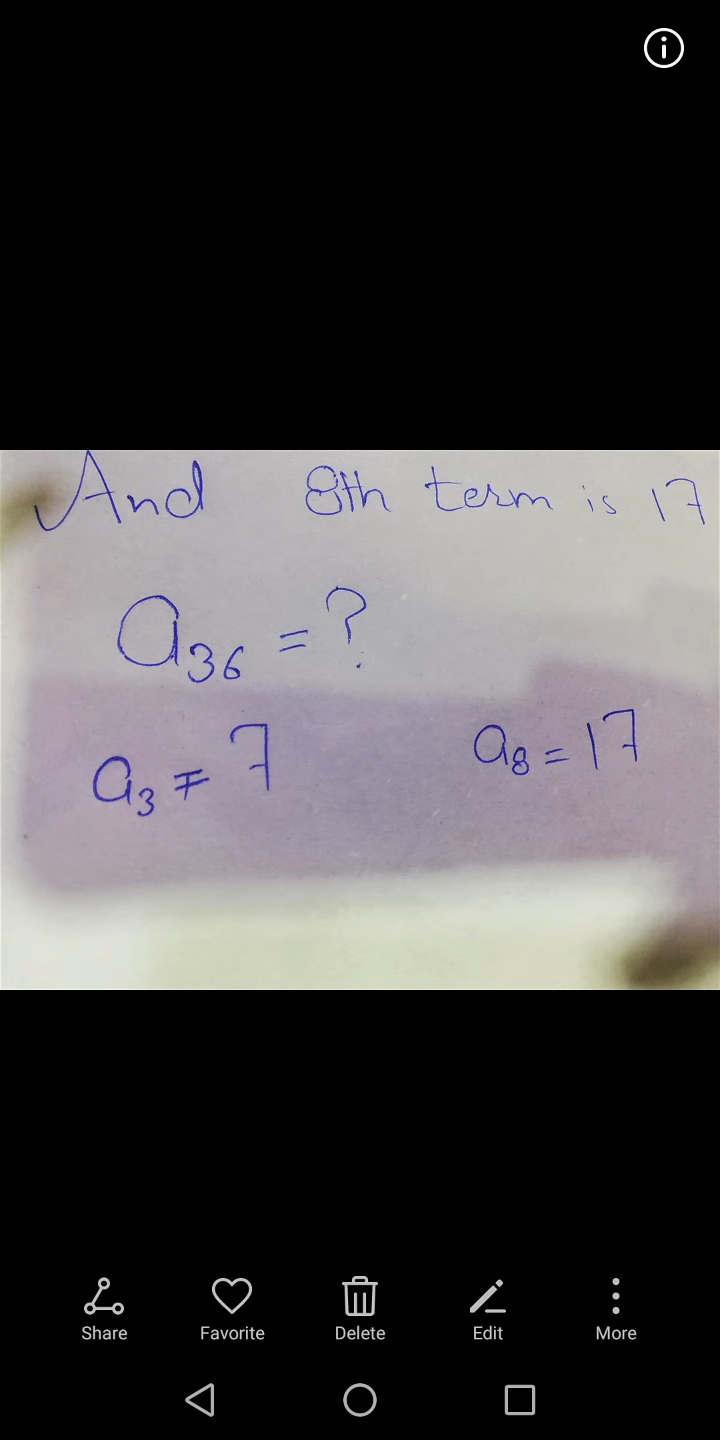 And 8th term is 17
a36 = ?
a3 = 7 a8 = 17
Share Favorite Delete Edit More